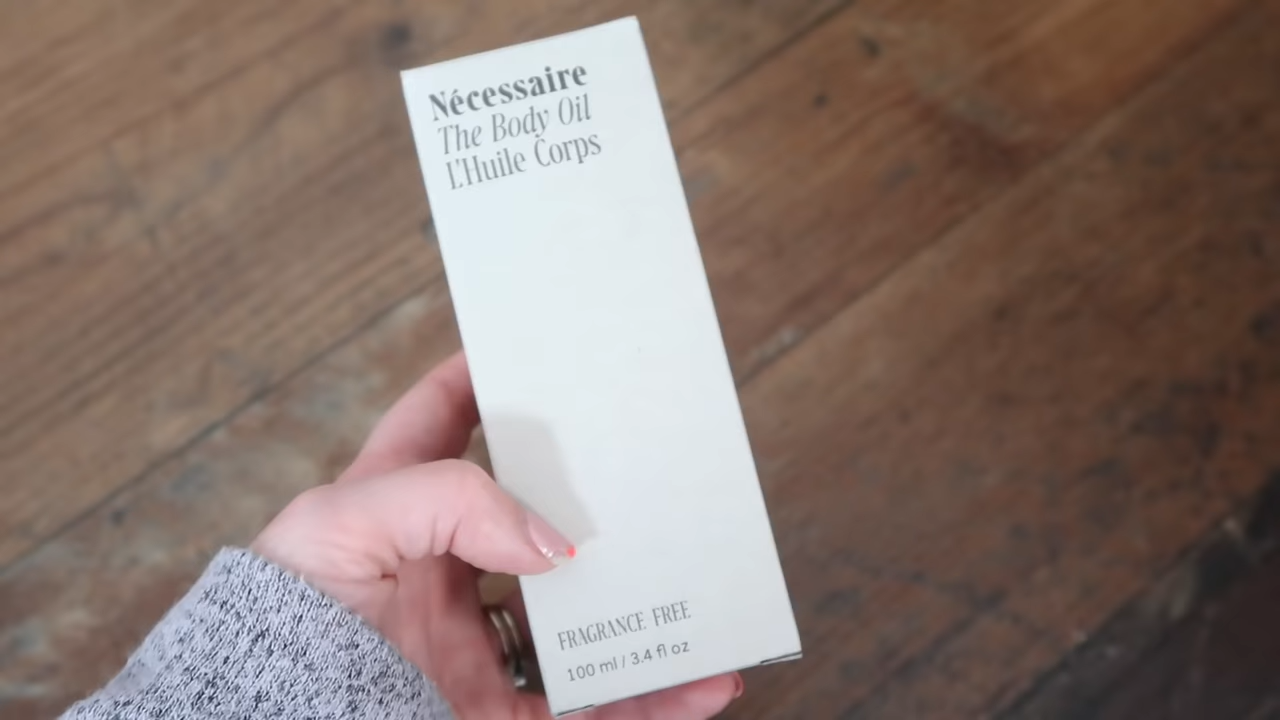 Nécessaire
The Body Oil
L'Huile Corps
FRAGRANCE FREE
100 ml / 3.4 fl oz